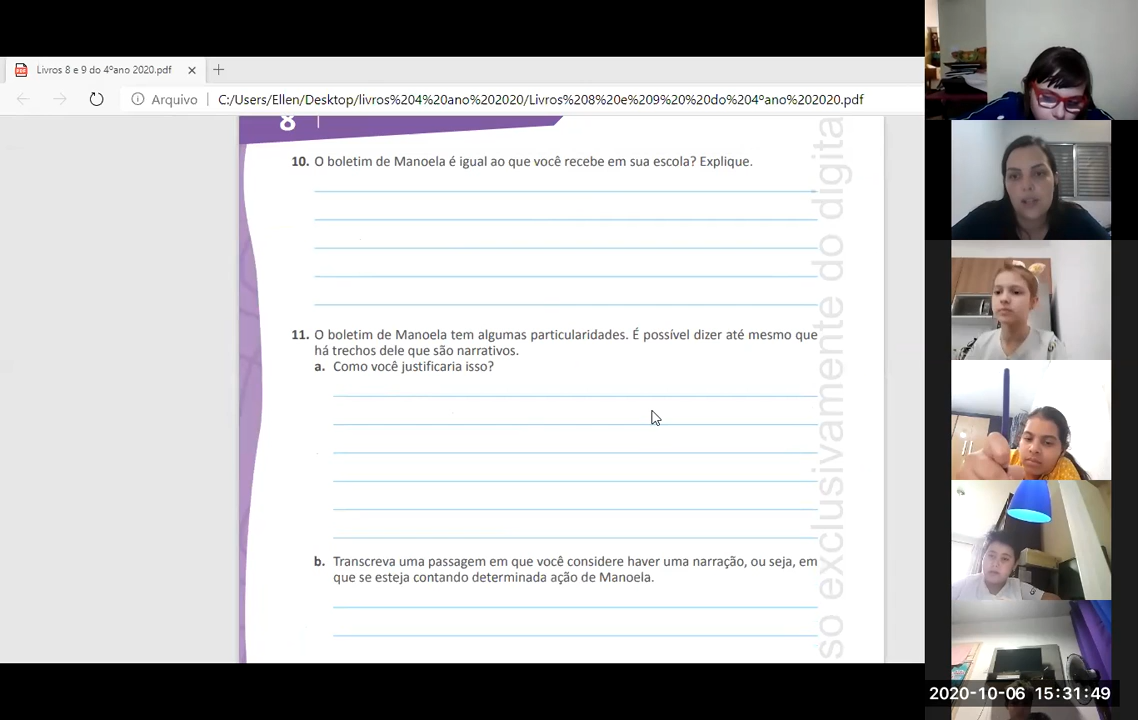 Livros 8 e 9 do 4ºano 2020.pdf
Arquivo
C:/Users/Ellen/Desktop/livros%204%20ano%202020/Livros%208%20e%209%20%20do%204ºano%202020.pdf
8
10. O boletim de Manoela é igual ao que você recebe em sua escola? Explique.
11. O boletim de Manoela tem algumas particularidades. É possível dizer até mesmo que
há trechos dele que são narrativos.
a. Como você justificaria isso?
b. Transcreva uma passagem em que você considere haver uma narração, ou seja, em
que se esteja contando determinada ação de Manoela.
so exclusivamente do digita
2020-10-06 15:31:49